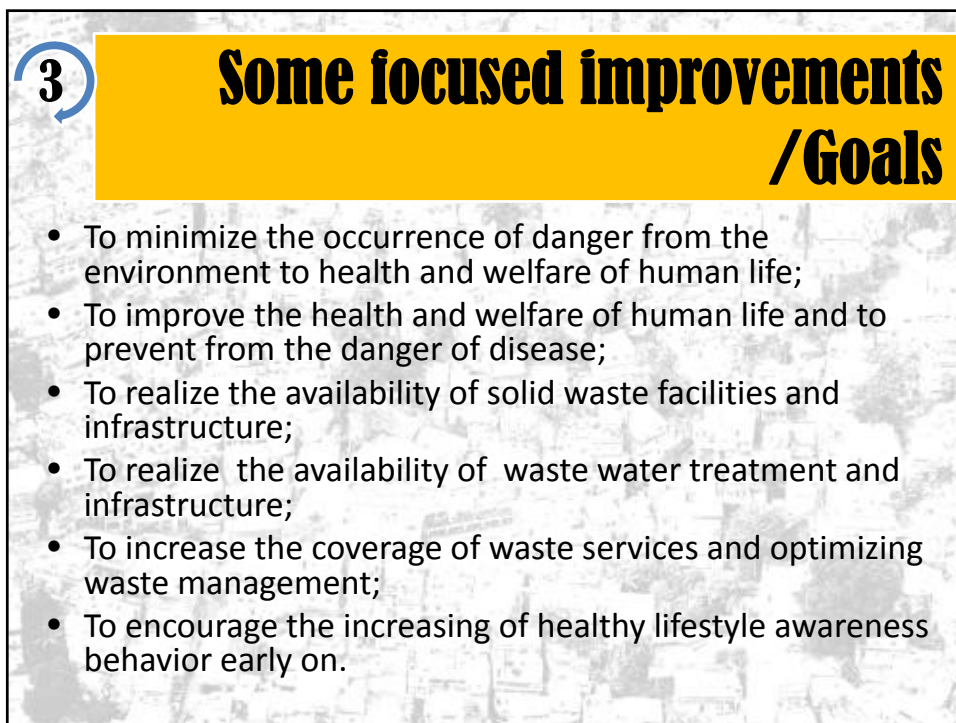 3
Some focused improvements
/Goals
• To minimize the occurrence of danger from the
environment to health and welfare of human life;
• To improve the health and welfare of human life and to
prevent from the danger of disease;
• To realize the availability of solid waste facilities and
infrastructure;
• To realize  the availability of  waste water treatment and
infrastructure;
• To increase the coverage of waste services and optimizing
waste management;
• To encourage the increasing of healthy lifestyle awareness
behavior early on.